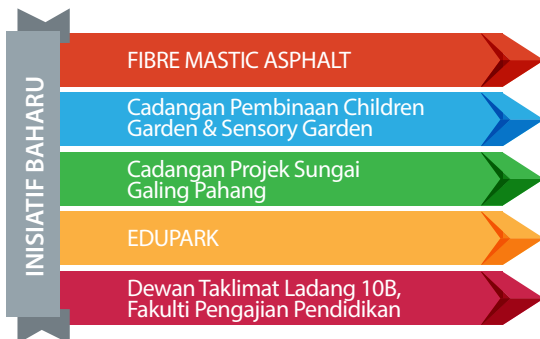 INISIATIF BAHARU
FIBRE MASTIC ASPHALT
Cadangan Pembinaan Children
Garden & Sensory Garden
Cadangan Projek Sungai
Galing Pahang
EDUPARK
Dewan Taklimat Ladang 10B,
Fakulti Pengajian Pendidikan